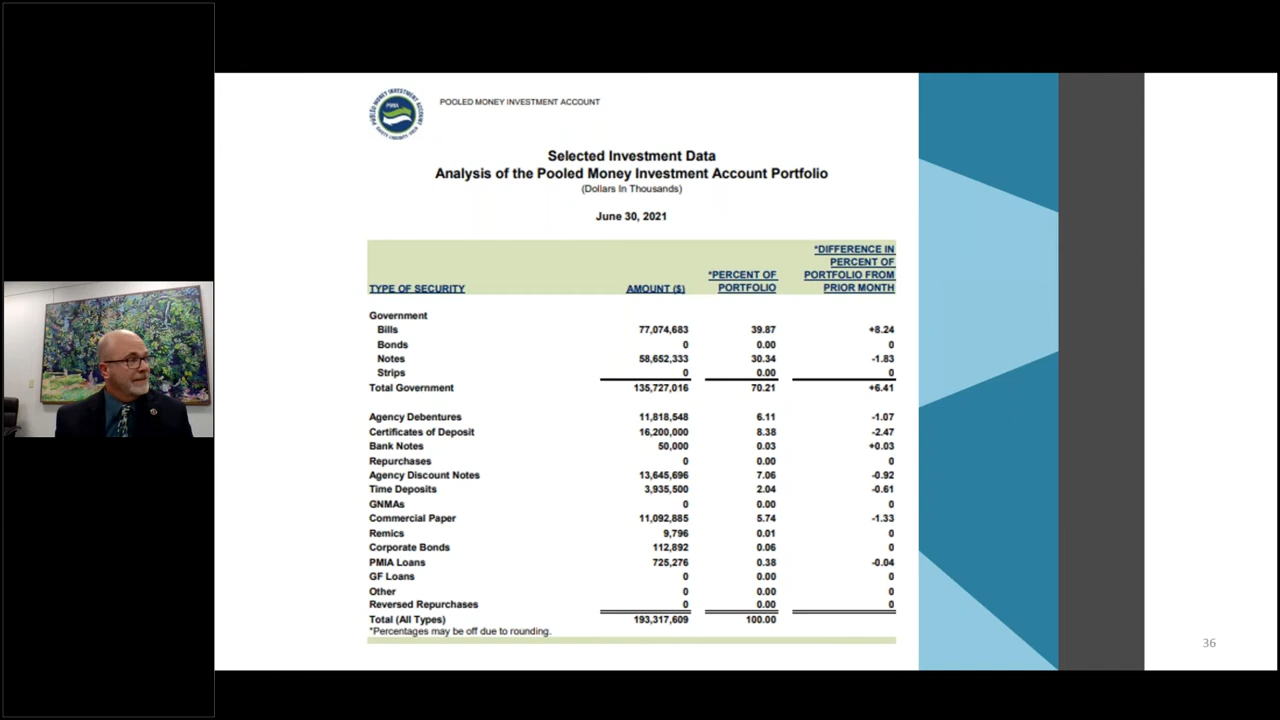 POOLED MONEY INVESTMENT ACCOUNT
PMIA
Selected Investment Data
Analysis of the Pooled Money Investment Account Portfolio
(Dollars In Thousands)
June 30, 2021
TYPE OF SECURITY AMOUNT ($) *PERCENT OF PORTFOLIO *DIFFERENCE IN PERCENT OF PORTFOLIO FROM PRIOR MONTH
Government
Bills 77,074,683 39.87 +8.24
Bonds 0 0.00 0
Notes 58,652,333 30.34 -1.83
Strips 0 0.00 0
Total Government 135,727,016 70.21 +6.41
Agency Debentures 11,818,548 6.11 -1.07
Certificates of Deposit 16,200,000 8.38 -2.47
Bank Notes 50,000 0.03 +0.03
Repurchases 0 0.00 0
Agency Discount Notes 13,645,696 7.06 -0.92
Time Deposits 3,935,500 2.04 -0.61
GNMAs 0 0.00 0
Commercial Paper 11,092,885 5.74 -1.33
Remics 9,796 0.01 0
Corporate Bonds 112,892 0.06 0
PMIA Loans 725,276 0.38 -0.04
GF Loans 0 0.00 0
Other 0 0.00 0
Reversed Repurchases 0 0.00 0
Total (All Types) 193,317,609 100.00
*Percentages may be off due to rounding.
36